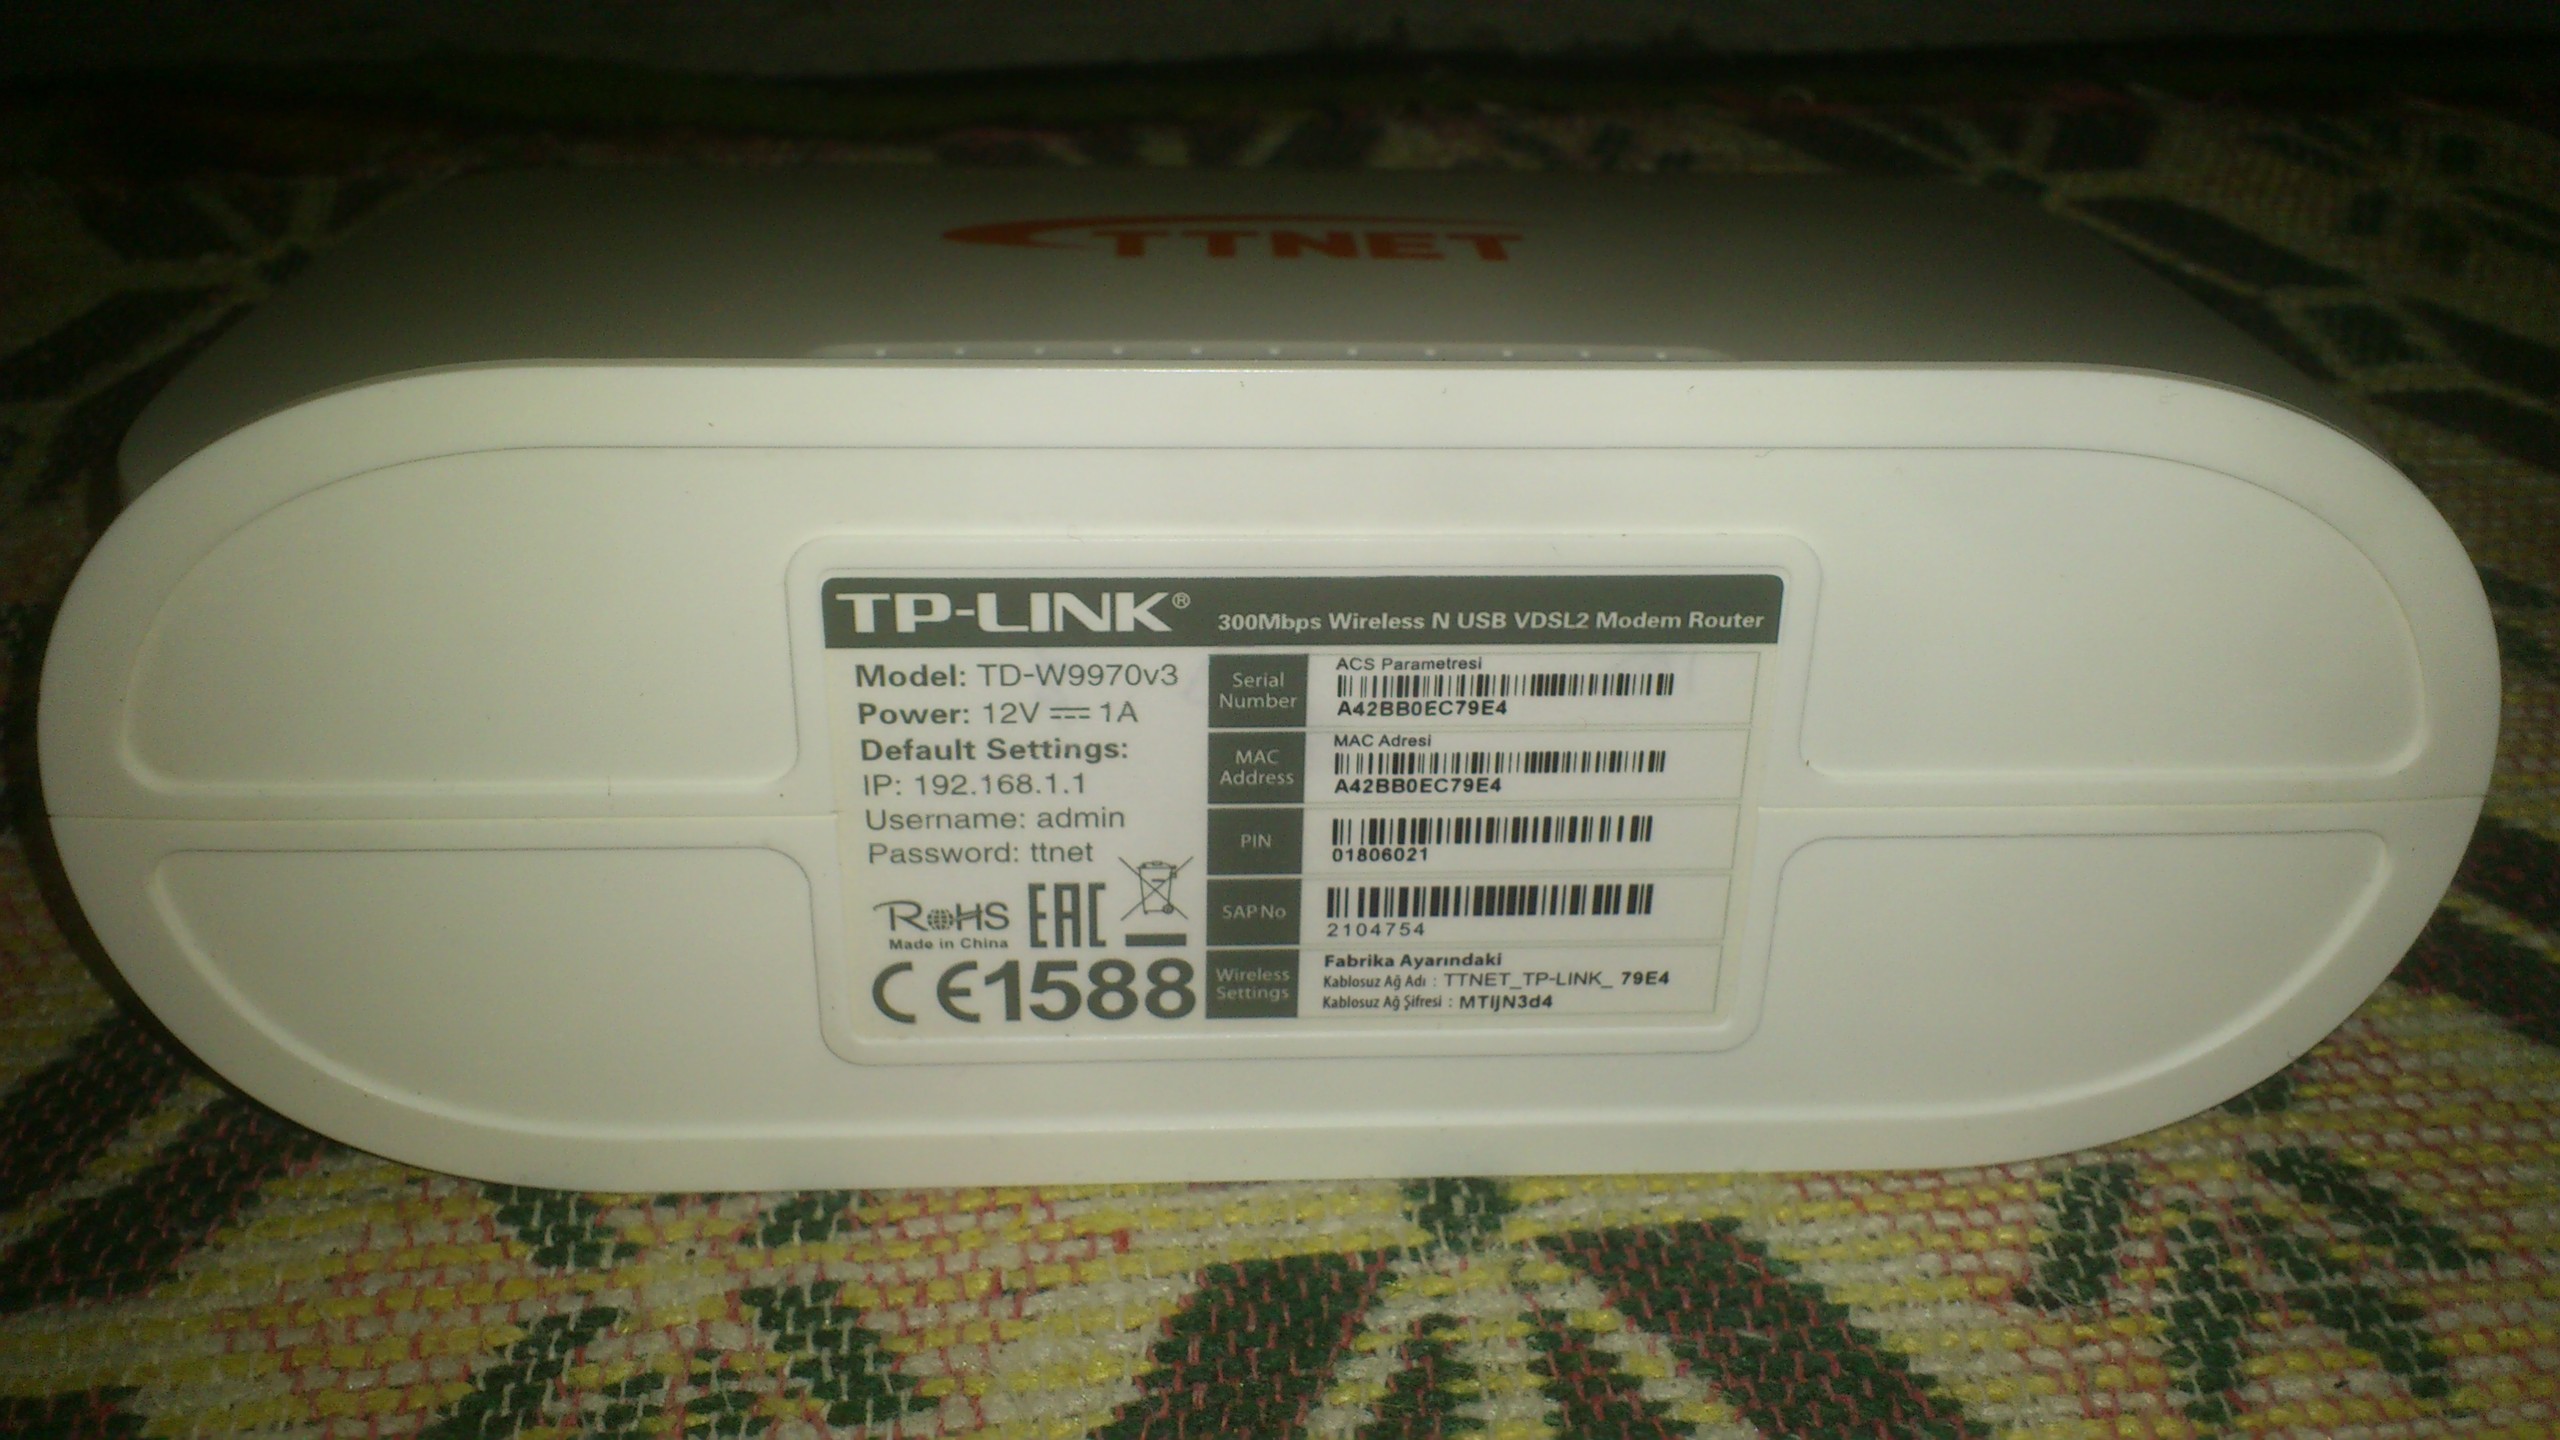 TTNET
TP-LINK® 300Mbps Wireless N USB VDSL2 Modem Router
Model: TD-W9970v3
Power: 12V ⎓ 1A
Default Settings:
IP: 192.168.1.1
Username: admin
Password: ttnet
RoHS
Made in China
EAC
CE1588
Serial Number
ACS Parametresi
A42BB0EC79E4
MAC Address
MAC Adresi
A42BB0EC79E4
PIN
01806021
SAP No
2104754
Wireless Settings
Fabrika Ayarındaki
Kablosuz Ağ Adı : TTNET_TP-LINK_ 79E4
Kablosuz Ağ Şifresi :